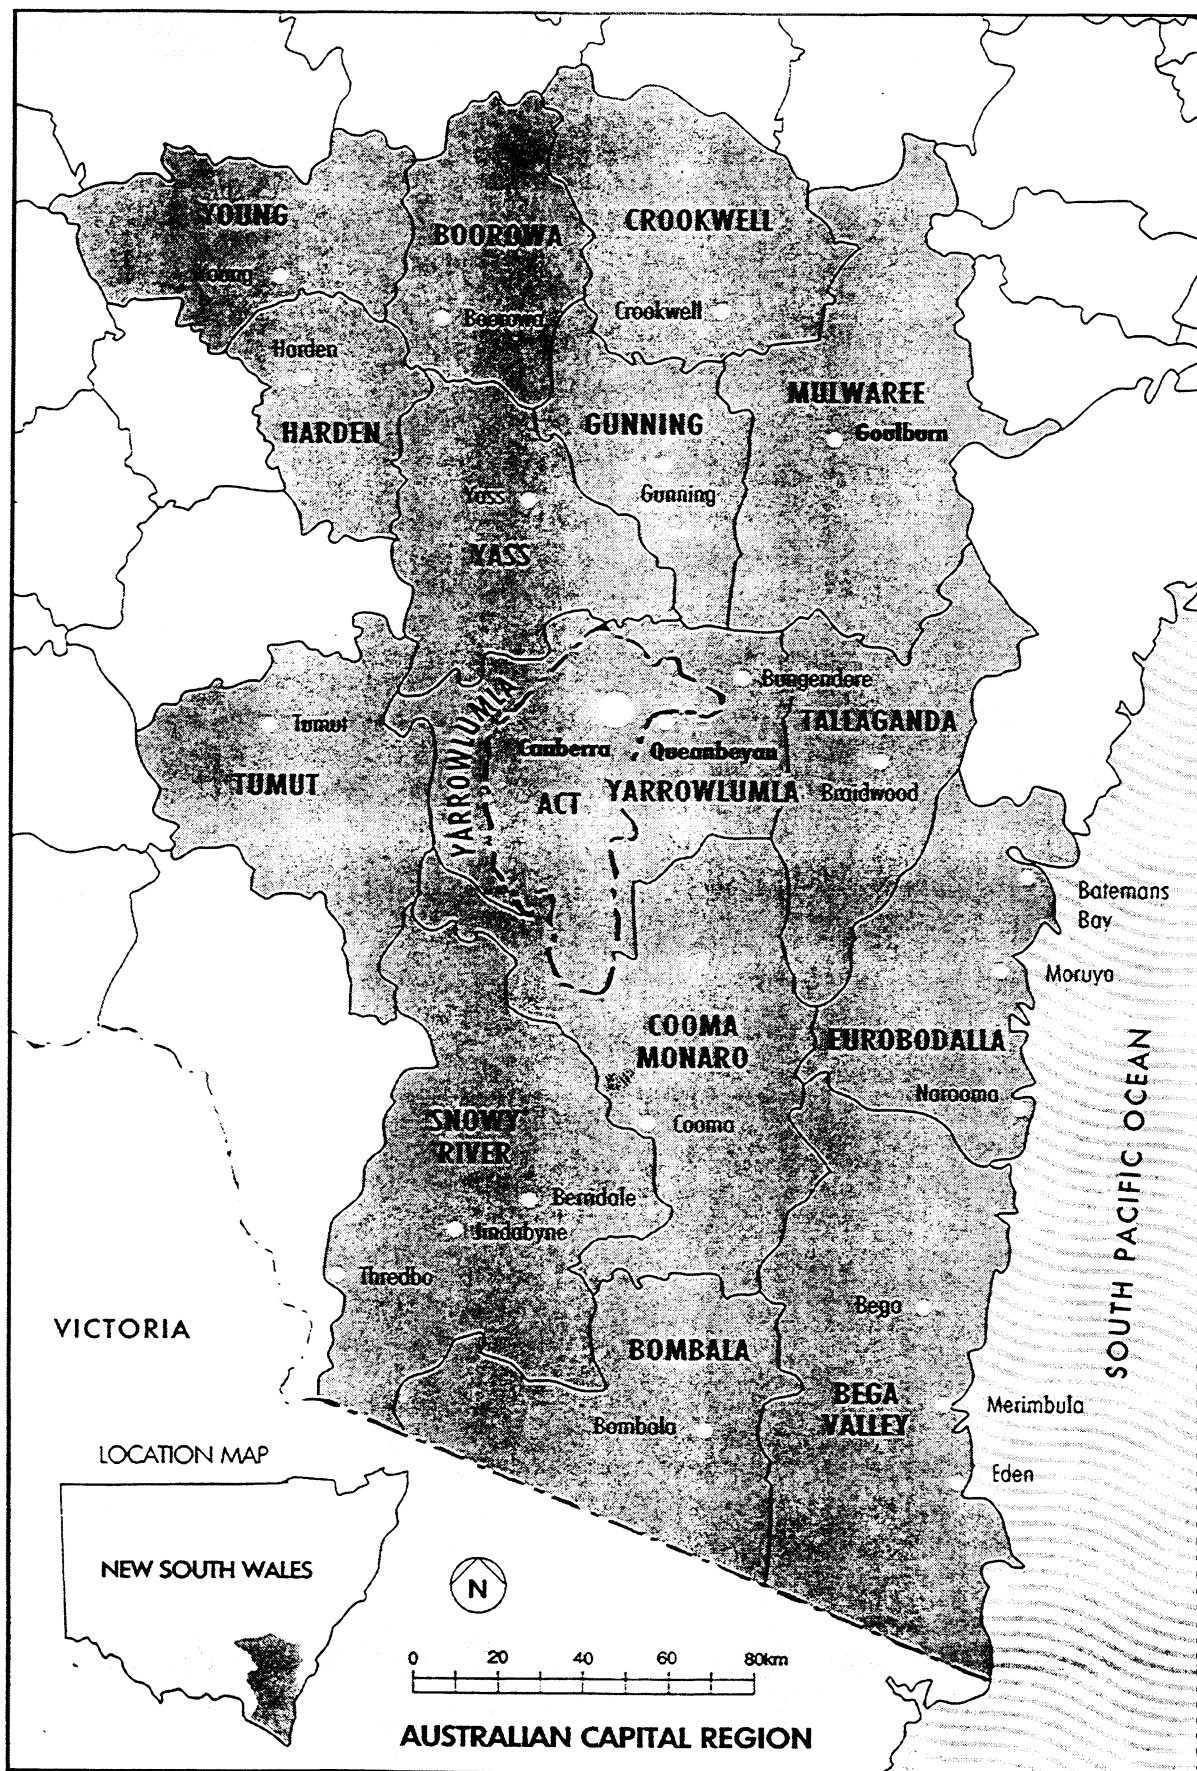 YOUNG
Young
BOOROWA
Boorowa
CROOKWELL
Crookwell
Harden
HARDEN
MULWAREE
Goulburn
GUNNING
Gunning
Yass
YASS
Bungendore
TALLAGANDA
Braidwood
Tumut
TUMUT
YARROWLUMLA
Canberra
Queanbeyan
ACT
YARROWLUMLA
Batemans
Bay
Moruya
COOMA
MONARO
EUROBODALLA
Narooma
Cooma
SNOWY
RIVER
Berridale
Jindabyne
Thredbo
SOUTH PACIFIC OCEAN
Bega
VICTORIA
BOMBALA
Bombala
BEGA
VALLEY
Merimbula
Eden
LOCATION MAP
NEW SOUTH WALES
N
0 20 40 60 80km
AUSTRALIAN CAPITAL REGION